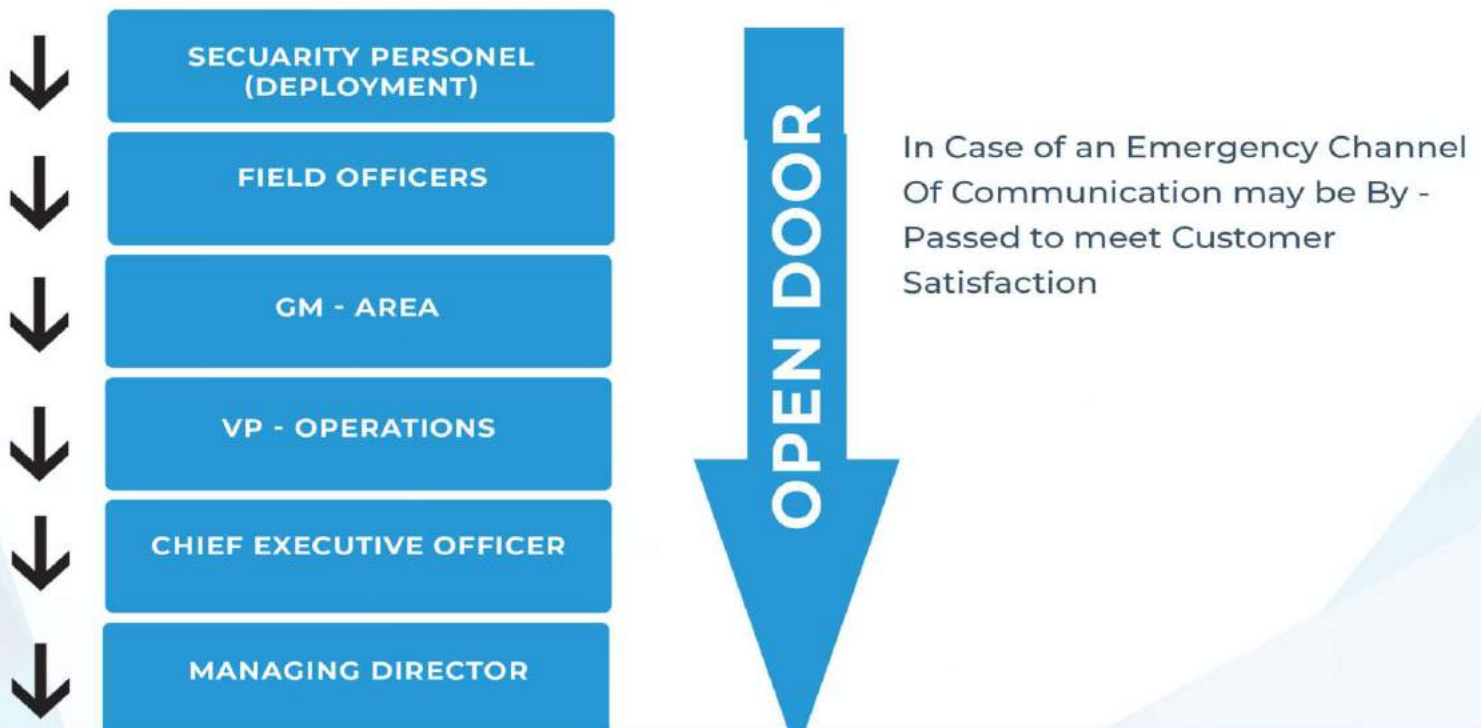 SECUARITY PERSONEL
(DEPLOYMENT)
FIELD OFFICERS
GM - AREA
VP - OPERATIONS
CHIEF EXECUTIVE OFFICER
MANAGING DIRECTOR
OPEN DOOR
In Case of an Emergency Channel
Of Communication may be By -
Passed to meet Customer
Satisfaction